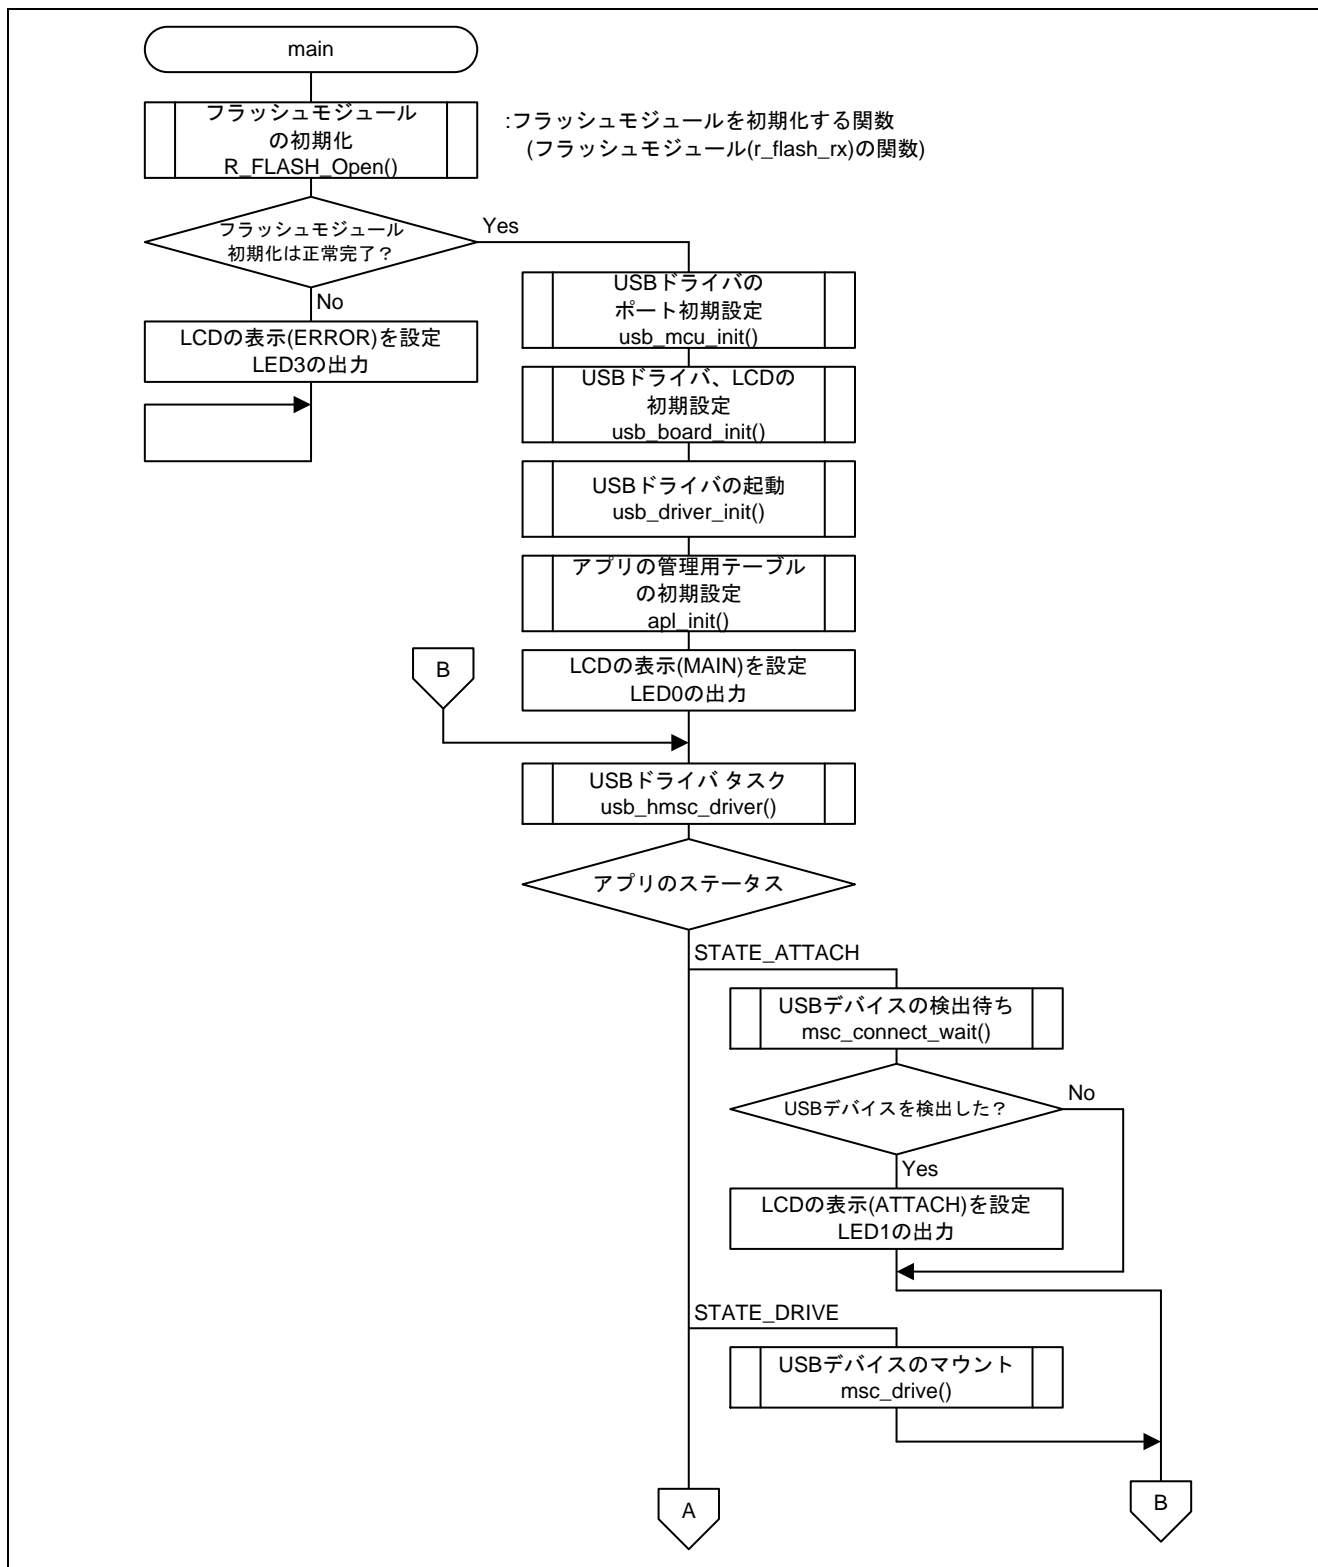 main
フラッシュモジュール
の初期化
R_FLASH_Open()
:フラッシュモジュールを初期化する関数
(フラッシュモジュール(r_flash_rx)の関数)
フラッシュモジュール
初期化は正常完了？
Yes
No
LCDの表示(ERROR)を設定
LED3の出力
USBドライバの
ポート初期設定
usb_mcu_init()
USBドライバ、LCDの
初期設定
usb_board_init()
USBドライバの起動
usb_driver_init()
アプリの管理用テーブル
の初期設定
apl_init()
B
LCDの表示(MAIN)を設定
LED0の出力
USBドライバ タスク
usb_hmsc_driver()
アプリのステータス
STATE_ATTACH
USBデバイスの検出待ち
msc_connect_wait()
USBデバイスを検出した？
No
Yes
LCDの表示(ATTACH)を設定
LED1の出力
STATE_DRIVE
USBデバイスのマウント
msc_drive()
A
B